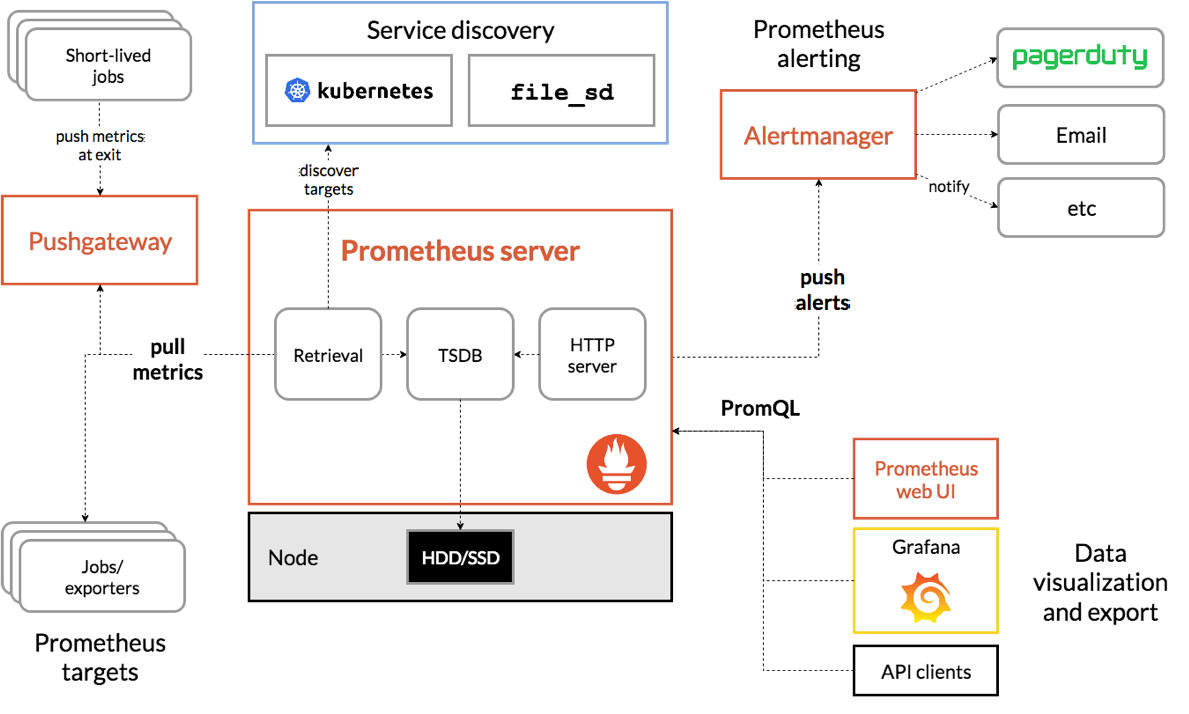 Short-lived
jobs
push metrics
at exit
Pushgateway
pull
metrics
Jobs/
exporters
Prometheus
targets
Service discovery
kubernetes
file_sd
discover
targets
Prometheus server
Retrieval
TSDB
HTTP
server
Node
HDD/SSD
Prometheus
alerting
Alertmanager
pagerduty
Email
notify
etc
push
alerts
PromQL
Prometheus
web UI
Grafana
API clients
Data
visualization
and export